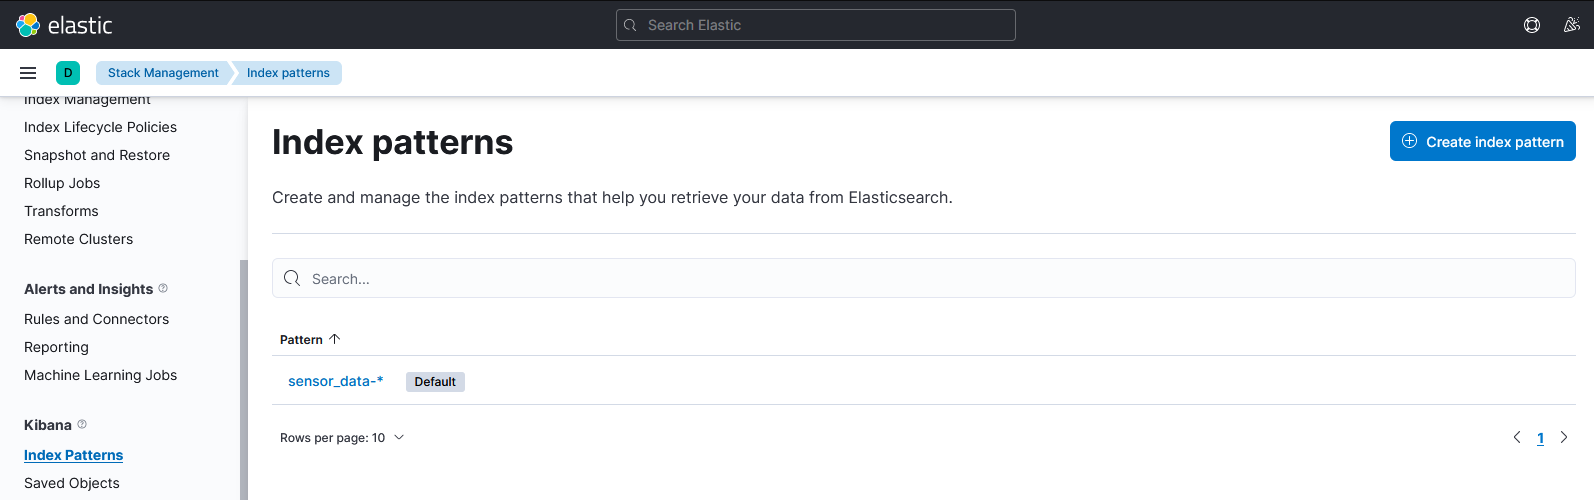 elastic
Search Elastic
D
Stack Management
Index patterns
Index Management
Index Lifecycle Policies
Snapshot and Restore
Rollup Jobs
Transforms
Remote Clusters
Alerts and Insights
Rules and Connectors
Reporting
Machine Learning Jobs
Kibana
Index Patterns
Saved Objects
Index patterns
Create index pattern
Create and manage the index patterns that help you retrieve your data from Elasticsearch.
Search...
Pattern
sensor_data-* Default
Rows per page: 10
1